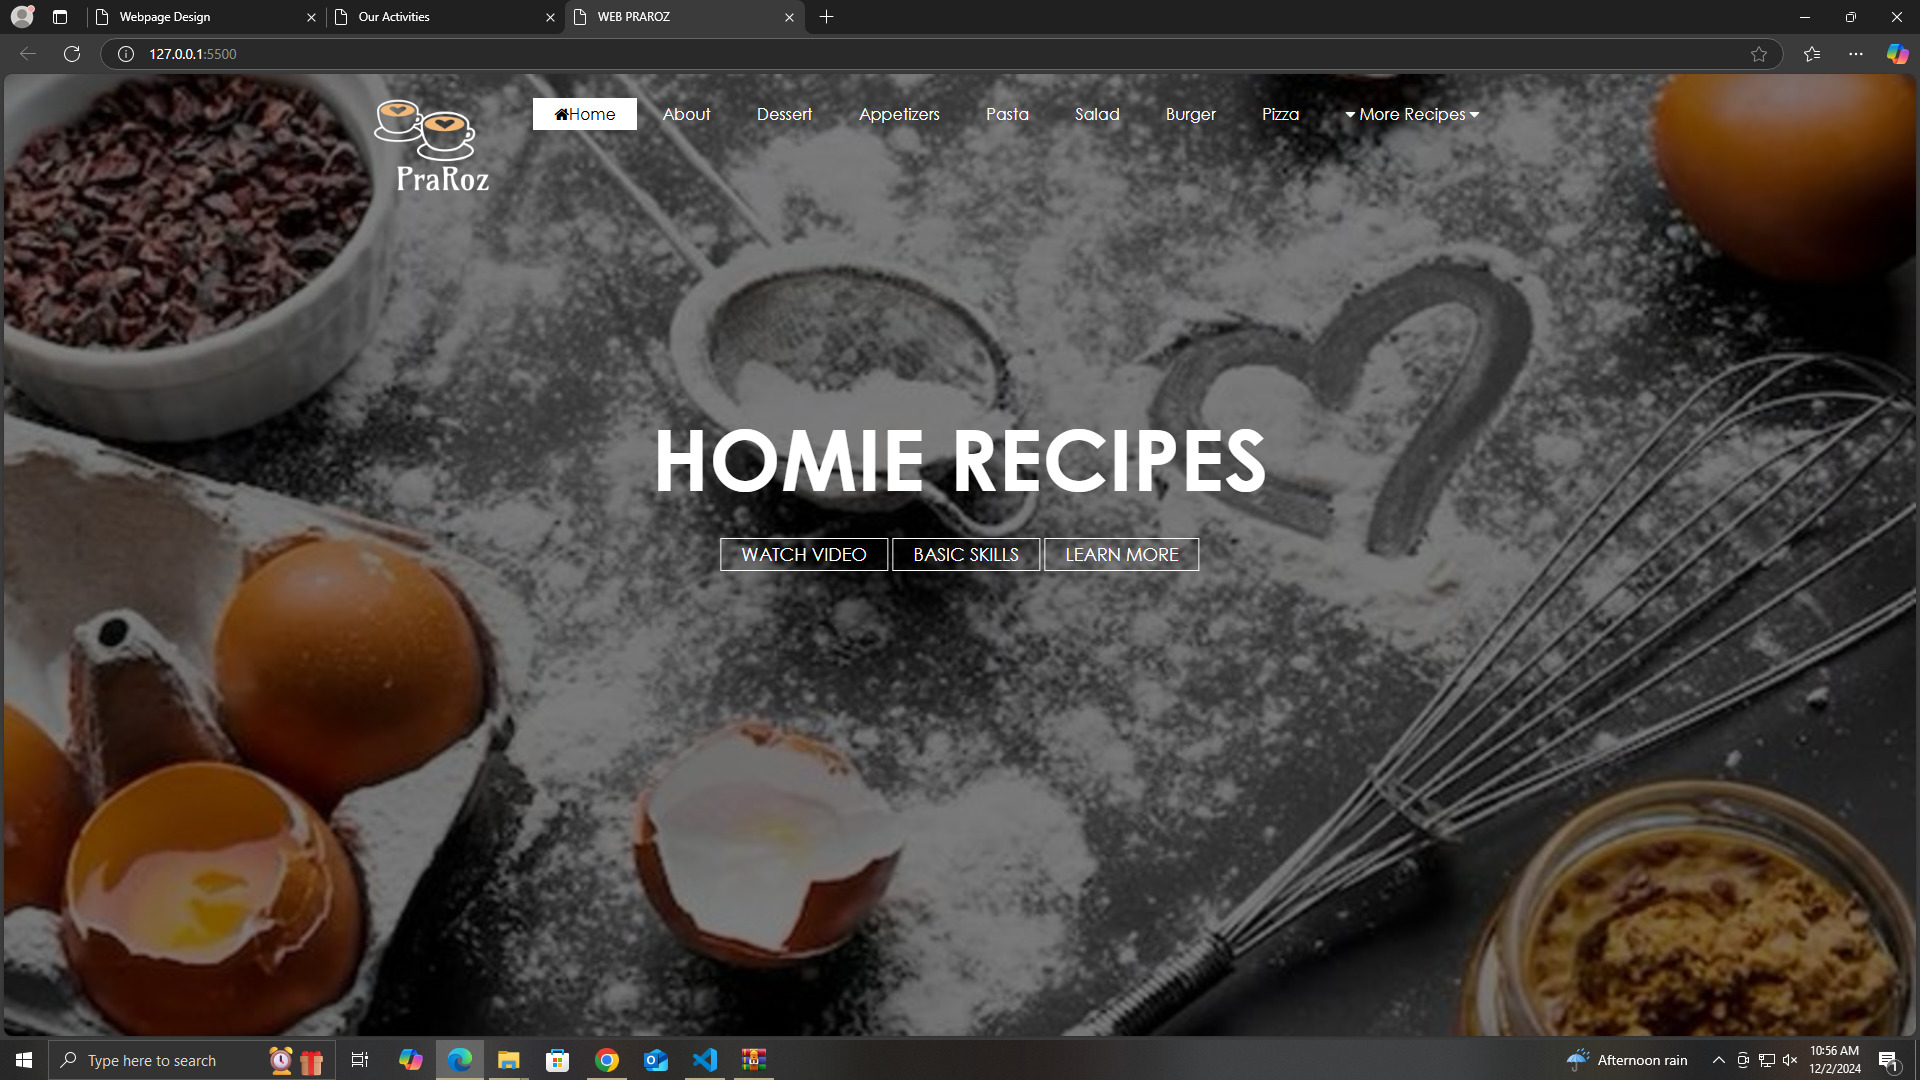 Webpage Design
Our Activities
WEB PRAROZ
127.0.0.1:5500
Home
About
Dessert
Appetizers
Pasta
Salad
Burger
Pizza
More Recipes
PraRoz
HOMIE RECIPES
WATCH VIDEO
BASIC SKILLS
LEARN MORE
Type here to search
Afternoon rain
10:56 AM
12/2/2024
1